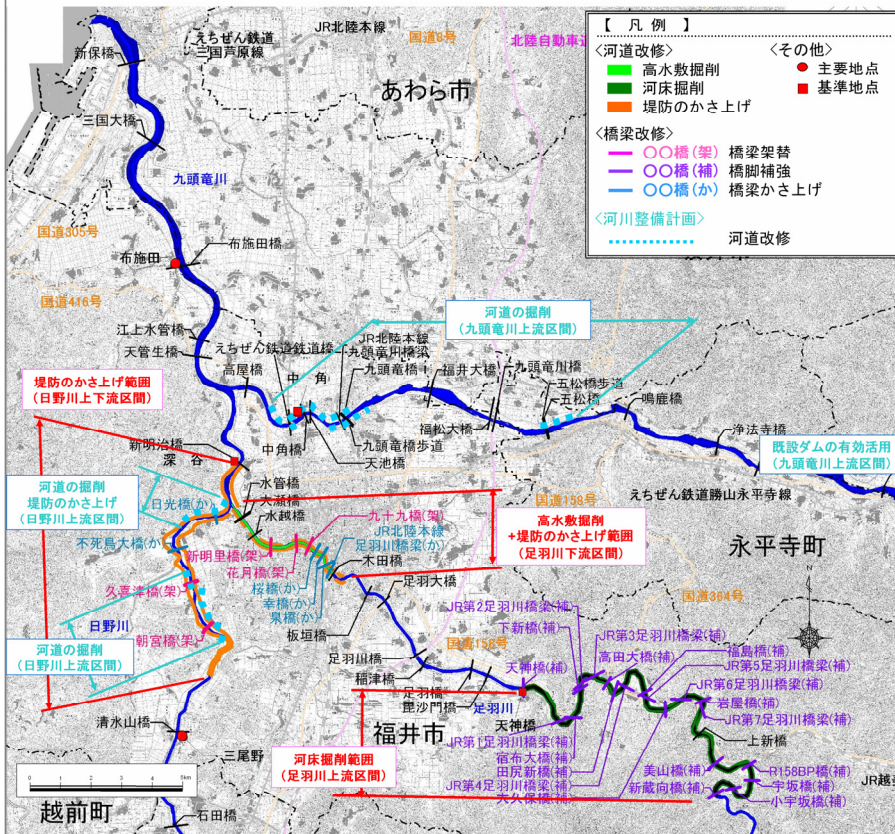 【 凡 例 】
<河道改修>
高水敷掘削
河床掘削
堤防のかさ上げ
<その他>
主要地点
基準地点
<橋梁改修>
〇〇橋(架) 橋梁架替
〇〇橋(補) 橋脚補強
〇〇橋(か) 橋梁かさ上げ
<河川整備計画>
河道改修
JR北陸本線
国道8号
北陸自動車道
えちぜん鉄道
三国芦原線
新保橋
あわら市
三国大橋
九頭竜川
国道305号
布施田
布施田橋
国道416号
江上水管橋
天管生橋
河道の掘削
(九頭竜川上流区間)
えちぜん鉄道鉄道橋
JR北陸本線
九頭竜川橋梁
九頭竜橋
福井大橋
九頭竜川橋
五松橋歩道
五松橋
鳴鹿橋
高屋橋
中 角
中角橋
天池橋
九頭竜橋歩道
福松大橋
浄法寺橋
堤防のかさ上げ範囲
(日野川上下流区間)
既設ダムの有効活用
(九頭竜川上流区間)
新明治橋
深 谷
えちぜん鉄道勝山永平寺線
水管橋
大瀬橋
水越橋
国道158号
河道の掘削
堤防のかさ上げ
(日野川上流区間)
日光橋(か)
不死鳥大橋(か)
九十九橋(架)
JR北陸本線
足羽川橋梁(か)
新明里橋(架)
花月橋(架)
桜橋(か)
幸橋(か)
泉橋(か)
木田橋
高水敷掘削
+堤防のかさ上げ範囲
(足羽川下流区間)
永平寺町
国道364号
久喜津橋(架)
日野川
朝宮橋(架)
河道の掘削
(日野川上流区間)
足羽大橋
板垣橋
国道158号
足羽川橋
稲津橋
足羽橋
毘沙門橋
足羽川
天神橋(補)
天神橋
JR第2足羽川橋梁(補)
下新橋(補)
JR第3足羽川橋梁(補)
高田大橋(補)
福島橋(補)
JR第5足羽川橋梁(補)
JR第6足羽川橋梁(補)
岩屋橋(補)
JR第7足羽川橋梁(補)
上新橋
清水山橋
三尾野
福井市
河床掘削範囲
(足羽川上流区間)
JR第1足羽川橋梁(補)
宿布大橋(補)
田尻新橋(補)
JR第4足羽川橋梁(補)
大久保橋(補)
美山橋(補)
新蔵向橋(補)
R158BP橋(補)
宇坂橋(補)
小宇坂橋(補)
JR越
0
5km
越前町
石田橋